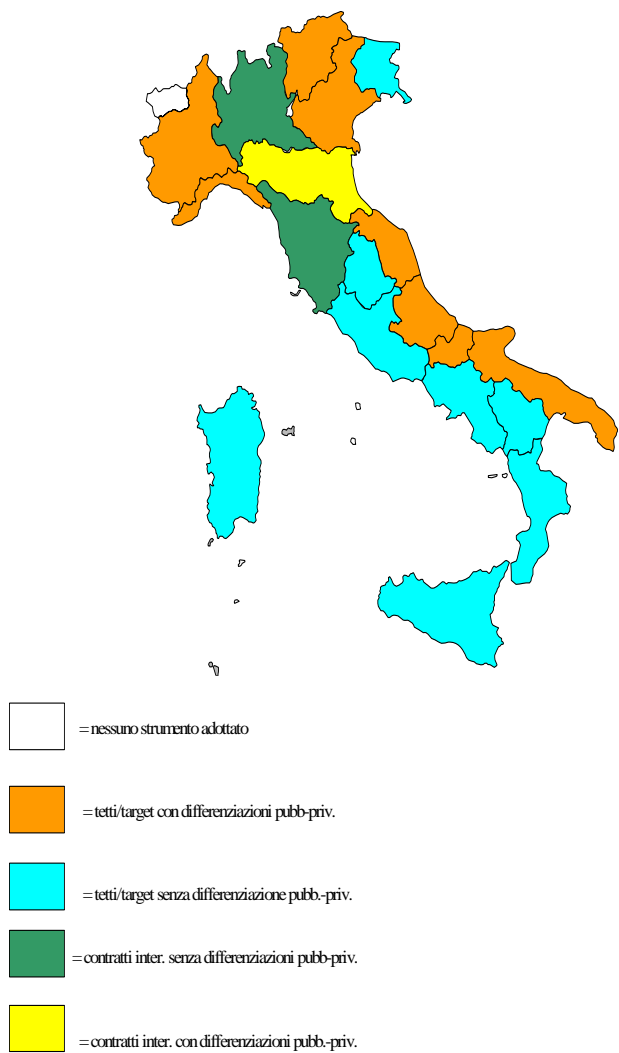 = nessuno strumento adottato
= tetti/target con differenziazioni pubb-priv.
= tetti/target senza differenziazione pubb.-priv.
= contratti inter. senza differenziazioni pubb-priv.
= contratti inter. con differenziazioni pubb.-priv.